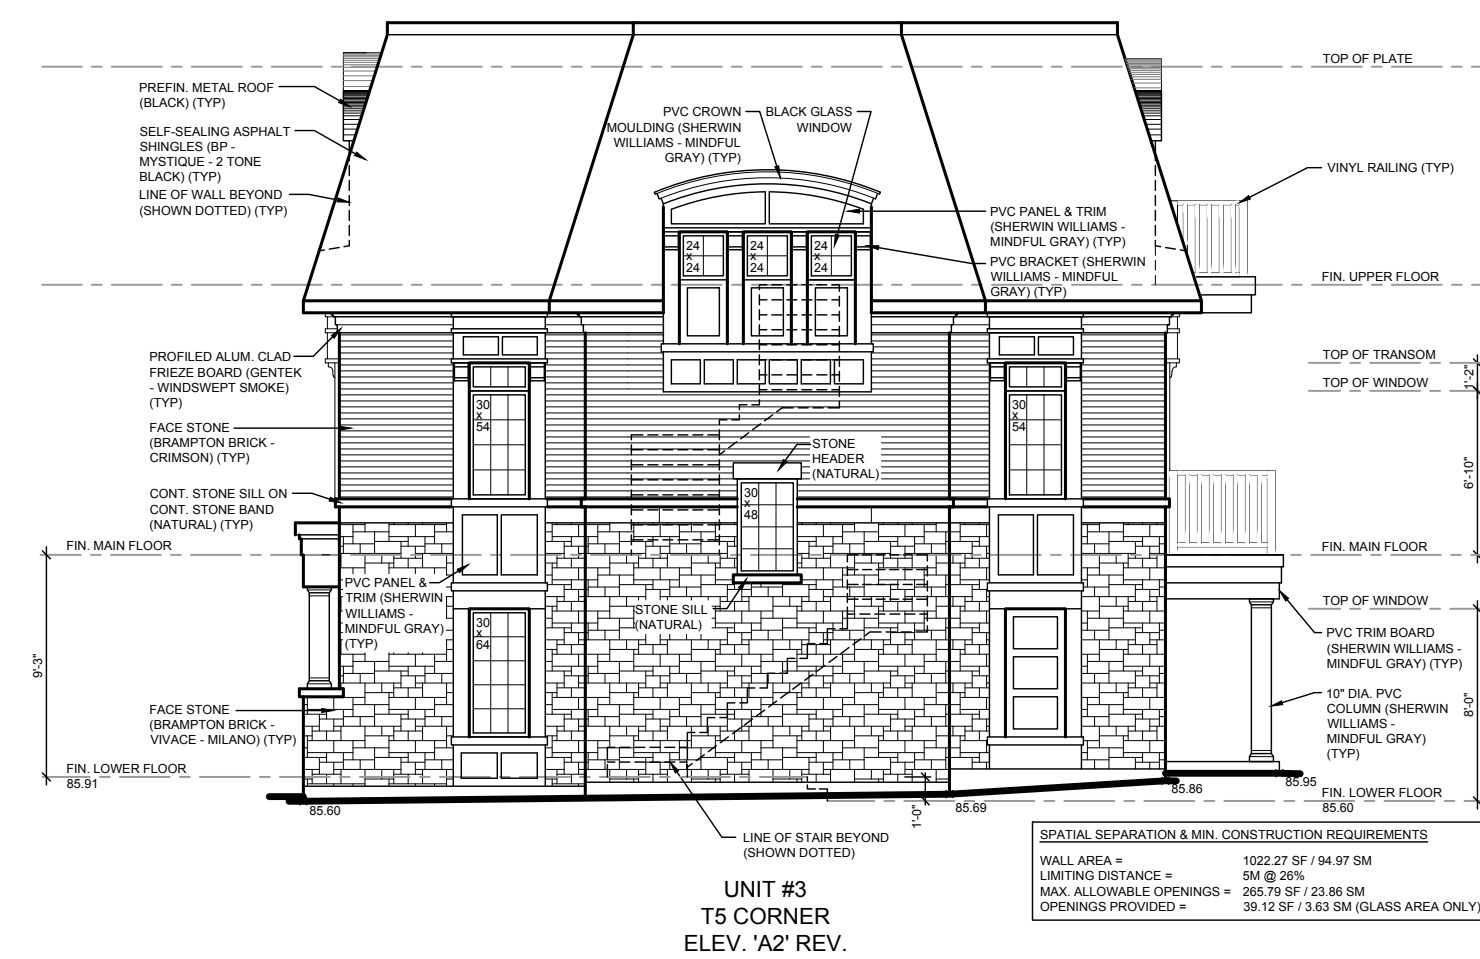 TOP OF PLATE
PREFIN. METAL ROOF
(BLACK) (TYP)
SELF-SEALING ASPHALT
SHINGLES (BP -
MYSTIQUE - 2 TONE
BLACK) (TYP)
LINE OF WALL BEYOND
(SHOWN DOTTED) (TYP)
PVC CROWN
MOULDING (SHERWIN
WILLIAMS - MINDFUL
GRAY) (TYP)
BLACK GLASS
WINDOW
VINYL RAILING (TYP)
PVC PANEL & TRIM
(SHERWIN WILLIAMS -
MINDFUL GRAY) (TYP)
PVC BRACKET (SHERWIN
WILLIAMS - MINDFUL
GRAY) (TYP)
24
x
24
24
x
24
24
x
24
FIN. UPPER FLOOR
PROFILED ALUM. CLAD
FRIEZE BOARD (GENTEK
- WINDSWEPT SMOKE)
(TYP)
FACE STONE
(BRAMPTON BRICK -
CRIMSON) (TYP)
CONT. STONE SILL ON
CONT. STONE BAND
(NATURAL) (TYP)
30
x
54
STONE
HEADER
(NATURAL)
30
x
48
30
x
54
TOP OF TRANSOM
1'-2"
TOP OF WINDOW
6'-10"
FIN. MAIN FLOOR
FIN. MAIN FLOOR
PVC PANEL &
TRIM (SHERWIN
WILLIAMS -
MINDFUL GRAY)
(TYP)
STONE SILL
(NATURAL)
30
x
64
TOP OF WINDOW
PVC TRIM BOARD
(SHERWIN WILLIAMS -
MINDFUL GRAY) (TYP)
10" DIA. PVC
COLUMN (SHERWIN
WILLIAMS -
MINDFUL GRAY)
(TYP)
8'-0"
9'-3"
FACE STONE
(BRAMPTON BRICK -
VIVACE - MILANO) (TYP)
FIN. LOWER FLOOR
85.91
85.60
1'-0"
85.69
85.86
85.95
FIN. LOWER FLOOR
85.60
LINE OF STAIR BEYOND
(SHOWN DOTTED)
UNIT #3
T5 CORNER
ELEV. 'A2' REV.
SPATIAL SEPARATION & MIN. CONSTRUCTION REQUIREMENTS
WALL AREA = 1022.27 SF / 94.97 SM
LIMITING DISTANCE = 5M @ 26%
MAX. ALLOWABLE OPENINGS = 265.79 SF / 23.86 SM
OPENINGS PROVIDED = 39.12 SF / 3.63 SM (GLASS AREA ONLY)